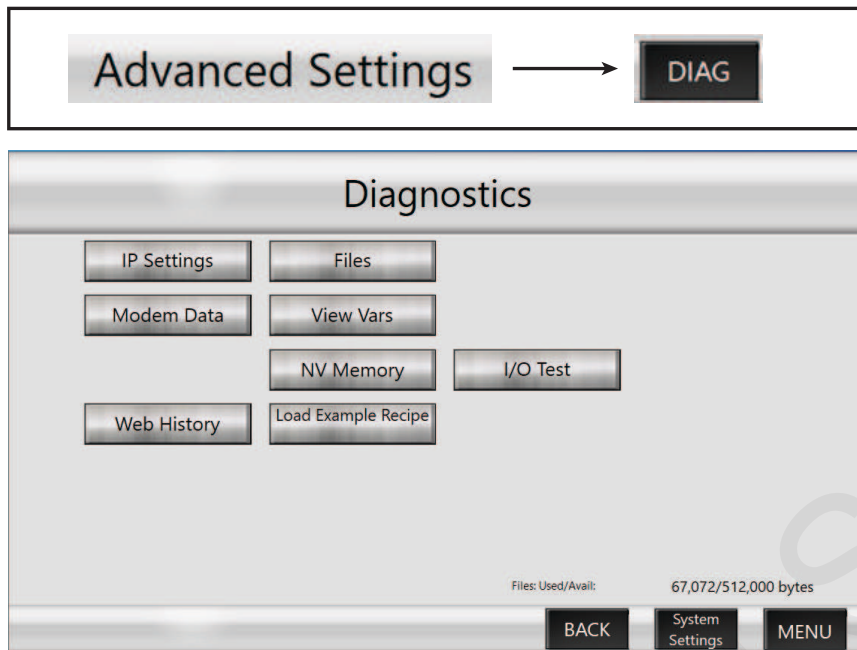 Advanced Settings
DIAG
Diagnostics
IP Settings
Files
Modem Data
View Vars
NV Memory
I/O Test
Web History
Load Example Recipe
Files: Used/Avail:
67,072/512,000 bytes
BACK
System
Settings
MENU